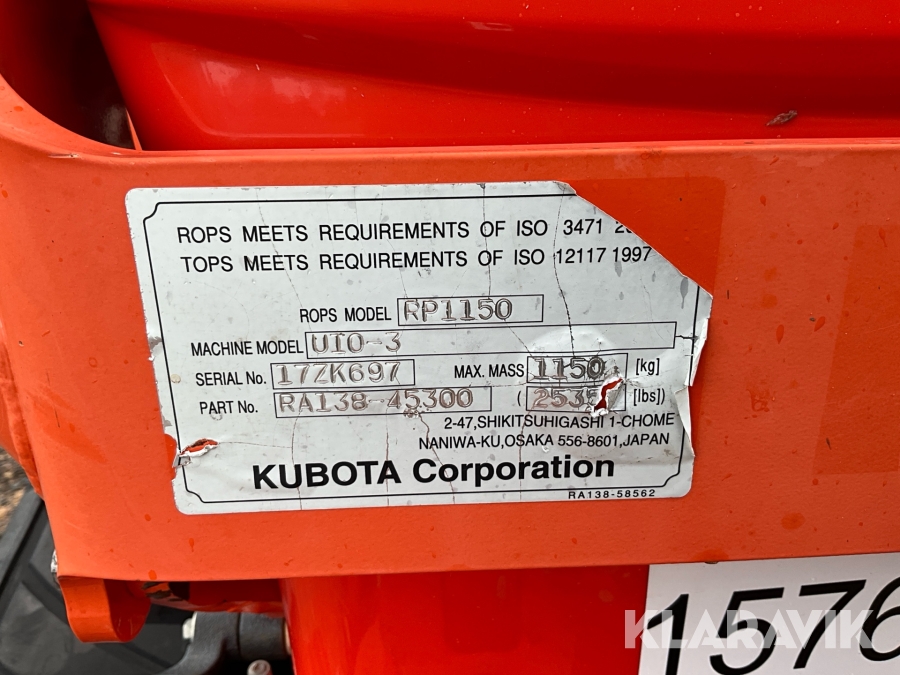 ROPS MEETS REQUIREMENTS OF ISO 3471
TOPS MEETS REQUIREMENTS OF ISO 12117 1997
ROPS MODEL RP1150
MACHINE MODEL U10-3
SERIAL No. 17ZK697 MAX. MASS 1150 [kg]
PART No. RA138-45300 ( [lbs])
2-47,SHIKITSUHIGASHI 1-CHOME
NANIWA-KU,OSAKA 556-8601,JAPAN
KUBOTA Corporation
RA138-58562
1576
KLARAVIK